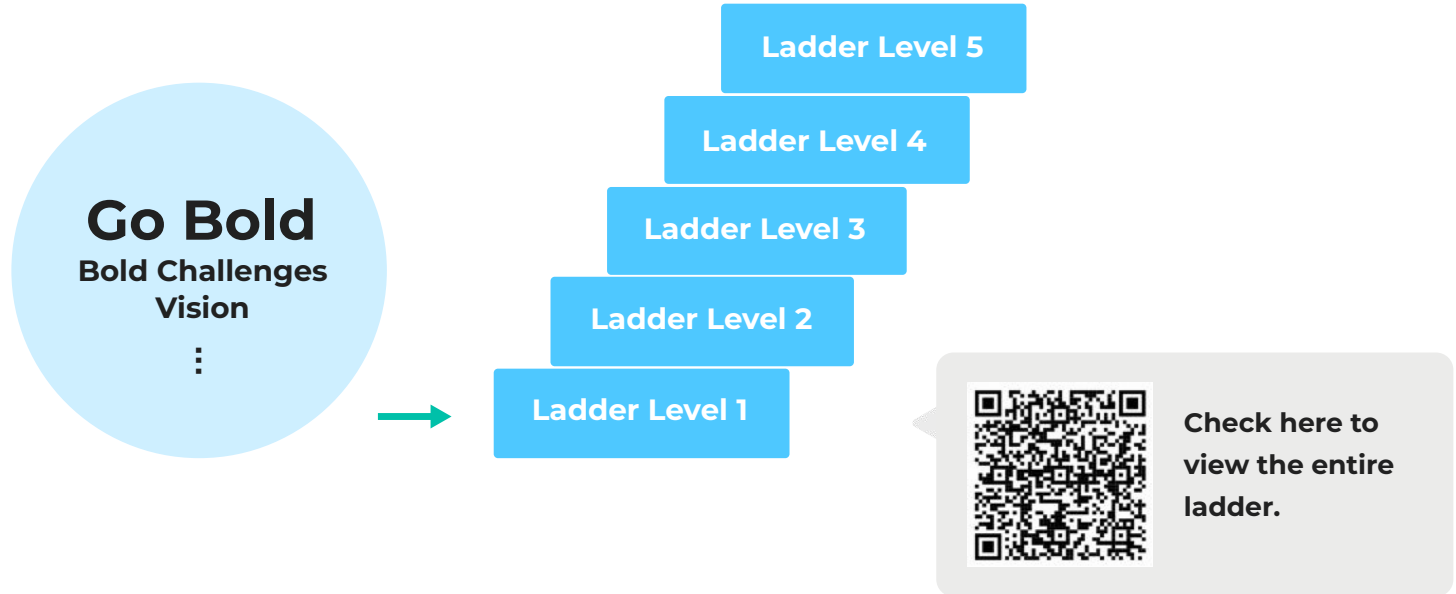 Go Bold
Bold Challenges
Vision
⋮
Ladder Level 5
Ladder Level 4
Ladder Level 3
Ladder Level 2
Ladder Level 1
Check here to
view the entire
ladder.